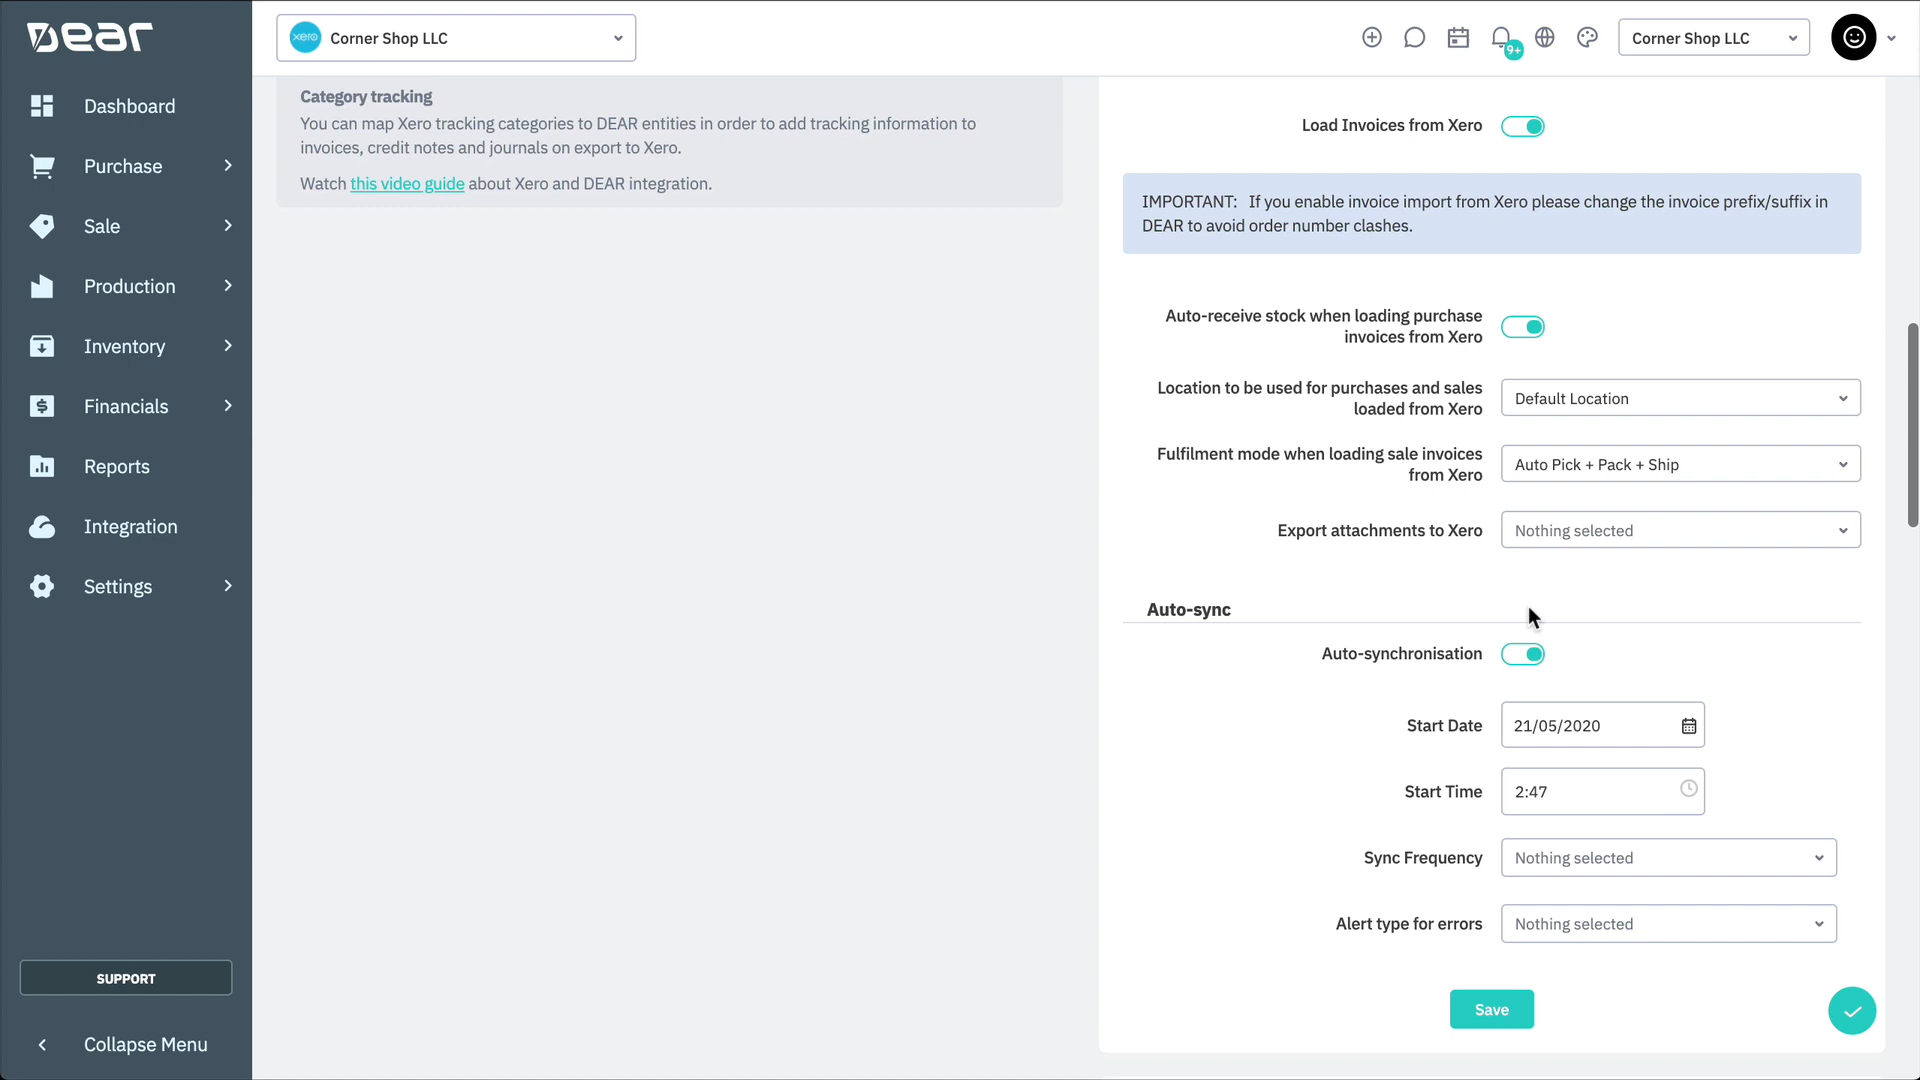 DEAR
xero
Corner Shop LLC
9+
Corner Shop LLC
Dashboard
Purchase
Sale
Production
Inventory
Financials
Reports
Integration
Settings
SUPPORT
Collapse Menu
Category tracking
You can map Xero tracking categories to DEAR entities in order to add tracking information to
invoices, credit notes and journals on export to Xero.
Watch this video guide about Xero and DEAR integration.
Load Invoices from Xero
IMPORTANT: If you enable invoice import from Xero please change the invoice prefix/suffix in
DEAR to avoid order number clashes.
Auto-receive stock when loading purchase
invoices from Xero
Location to be used for purchases and sales
loaded from Xero
Default Location
Fulfilment mode when loading sale invoices
from Xero
Auto Pick + Pack + Ship
Export attachments to Xero
Nothing selected
Auto-sync
Auto-synchronisation
Start Date
21/05/2020
Start Time
2:47
Sync Frequency
Nothing selected
Alert type for errors
Nothing selected
Save